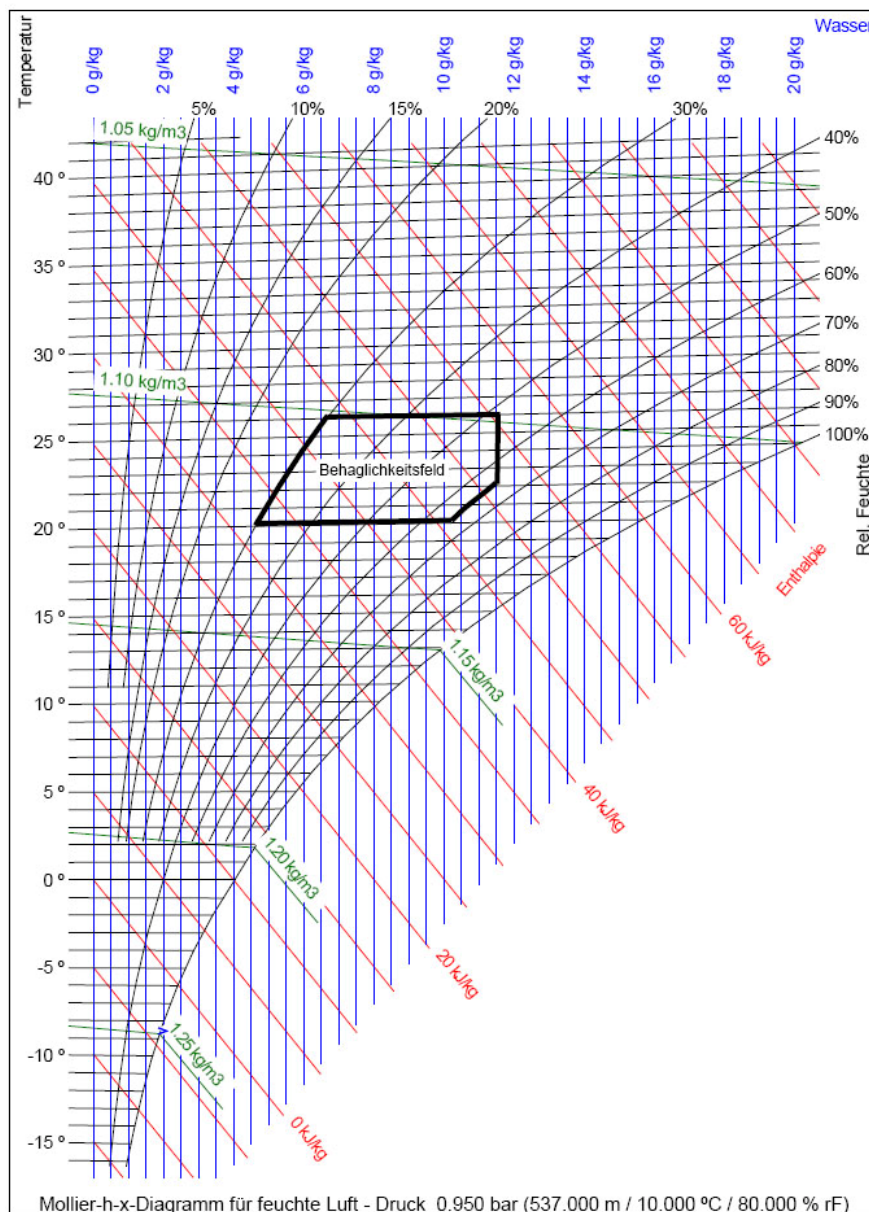 Wasser
Temperatur
0 g/kg
2 g/kg
4 g/kg
6 g/kg
8 g/kg
10 g/kg
12 g/kg
14 g/kg
16 g/kg
18 g/kg
20 g/kg
5%
10%
15%
20%
30%
40%
50%
60%
70%
80%
90%
100%
Rel. Feuchte
1.05 kg/m3
40 º
35 º
30 º
1.10 kg/m3
25 º
Behaglichkeitsfeld
20 º
15 º
10 º
5 º
0 º
-5 º
-10 º
-15 º
Enthalpie
60 kJ/kg
1.15 kg/m3
40 kJ/kg
1.20 kg/m3
20 kJ/kg
1.25 kg/m3
0 kJ/kg
Mollier-h-x-Diagramm für feuchte Luft - Druck 0.950 bar (537.000 m / 10.000 ºC / 80.000 % rF)